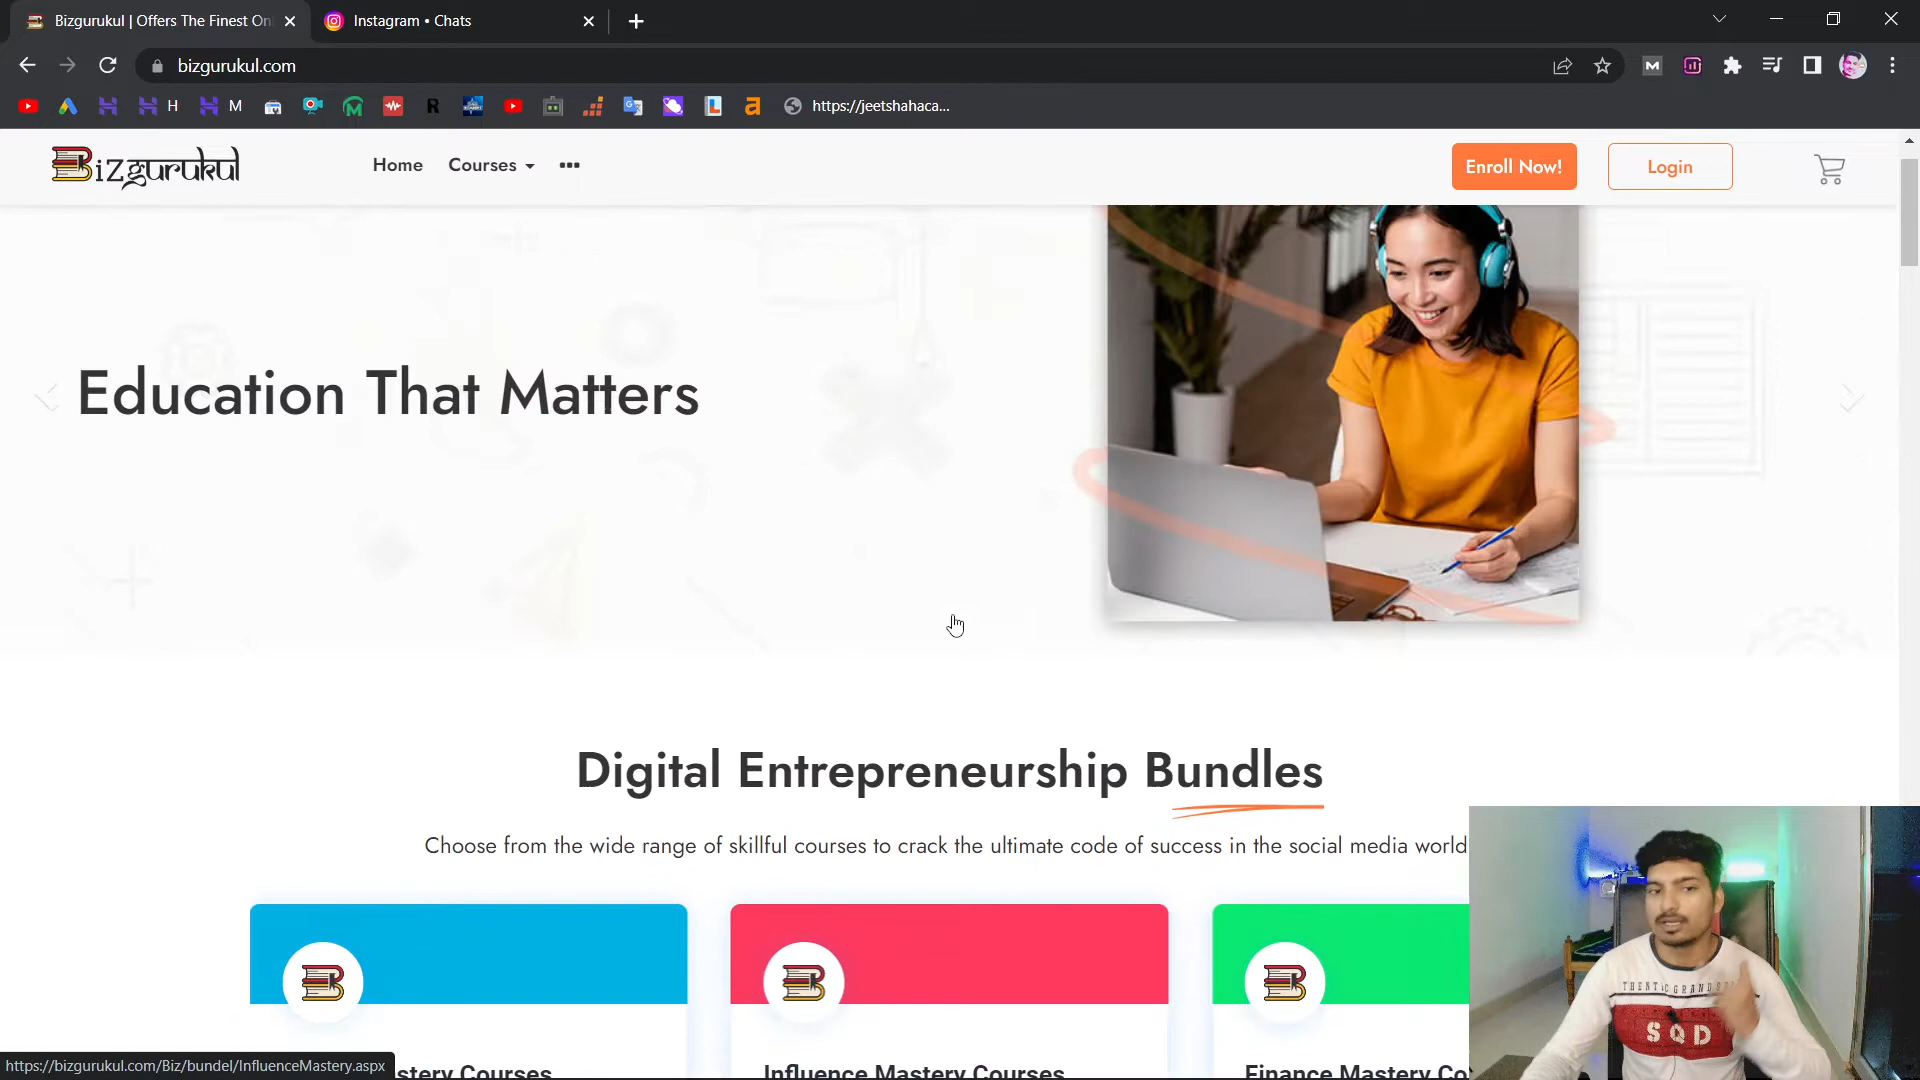 Bizgurukul | Offers The Finest On
Instagram • Chats
bizgurukul.com
H
M
https://jeetshahaca...
Bizgurukul
Home
Courses
Enroll Now!
Login
Education That Matters
Digital Entrepreneurship Bundles
Choose from the wide range of skillful courses to crack the ultimate code of success in the social media world
stery Courses
Influence Mastery Courses
Finance Mastery Co
https://bizgurukul.com/Biz/bundel/InfluenceMastery.aspx
SQD